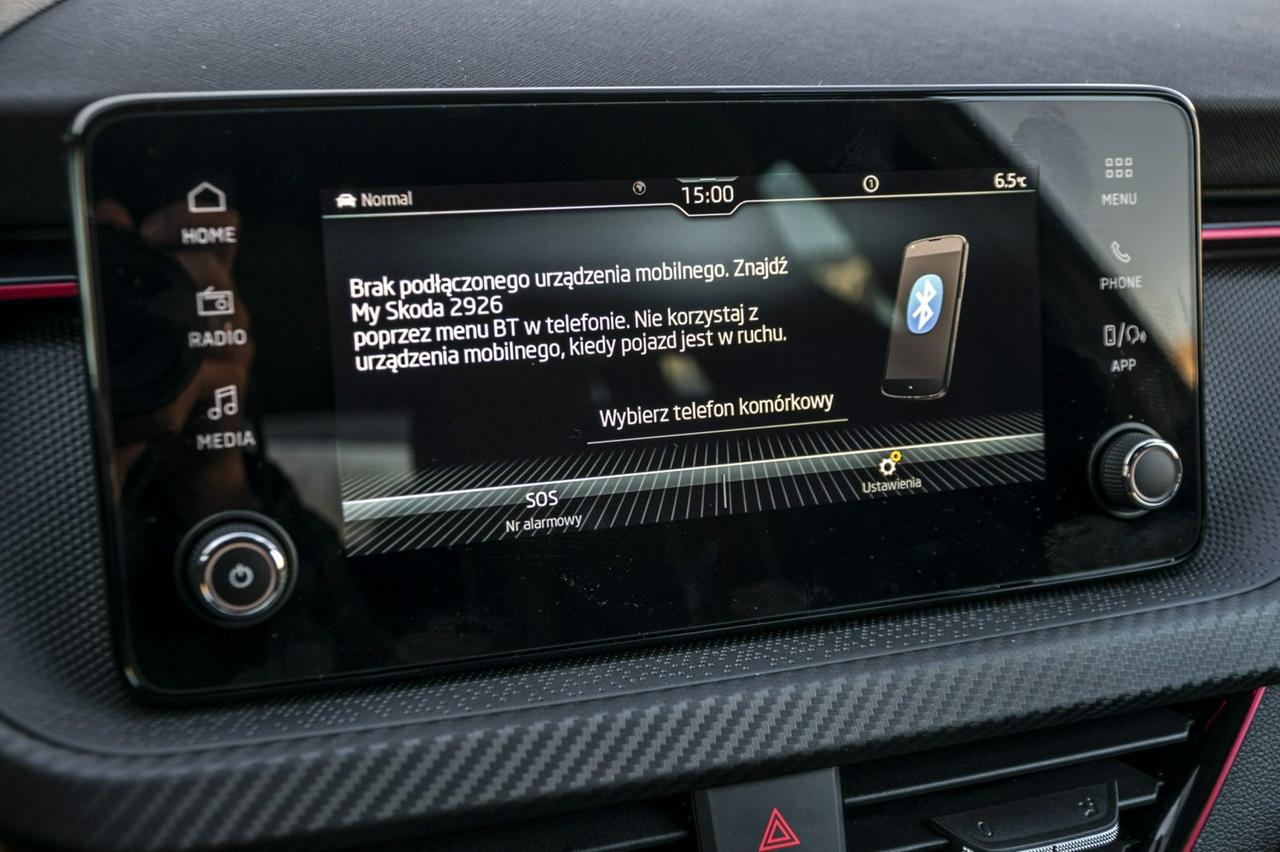 Normal
15:00
1
6.5°C
HOME
RADIO
MEDIA
Brak podłączonego urządzenia mobilnego. Znajdź
My Skoda 2926
poprzez menu BT w telefonie. Nie korzystaj z
urządzenia mobilnego, kiedy pojazd jest w ruchu.
Wybierz telefon komórkowy
SOS
Nr alarmowy
Ustawienia
MENU
PHONE
APP